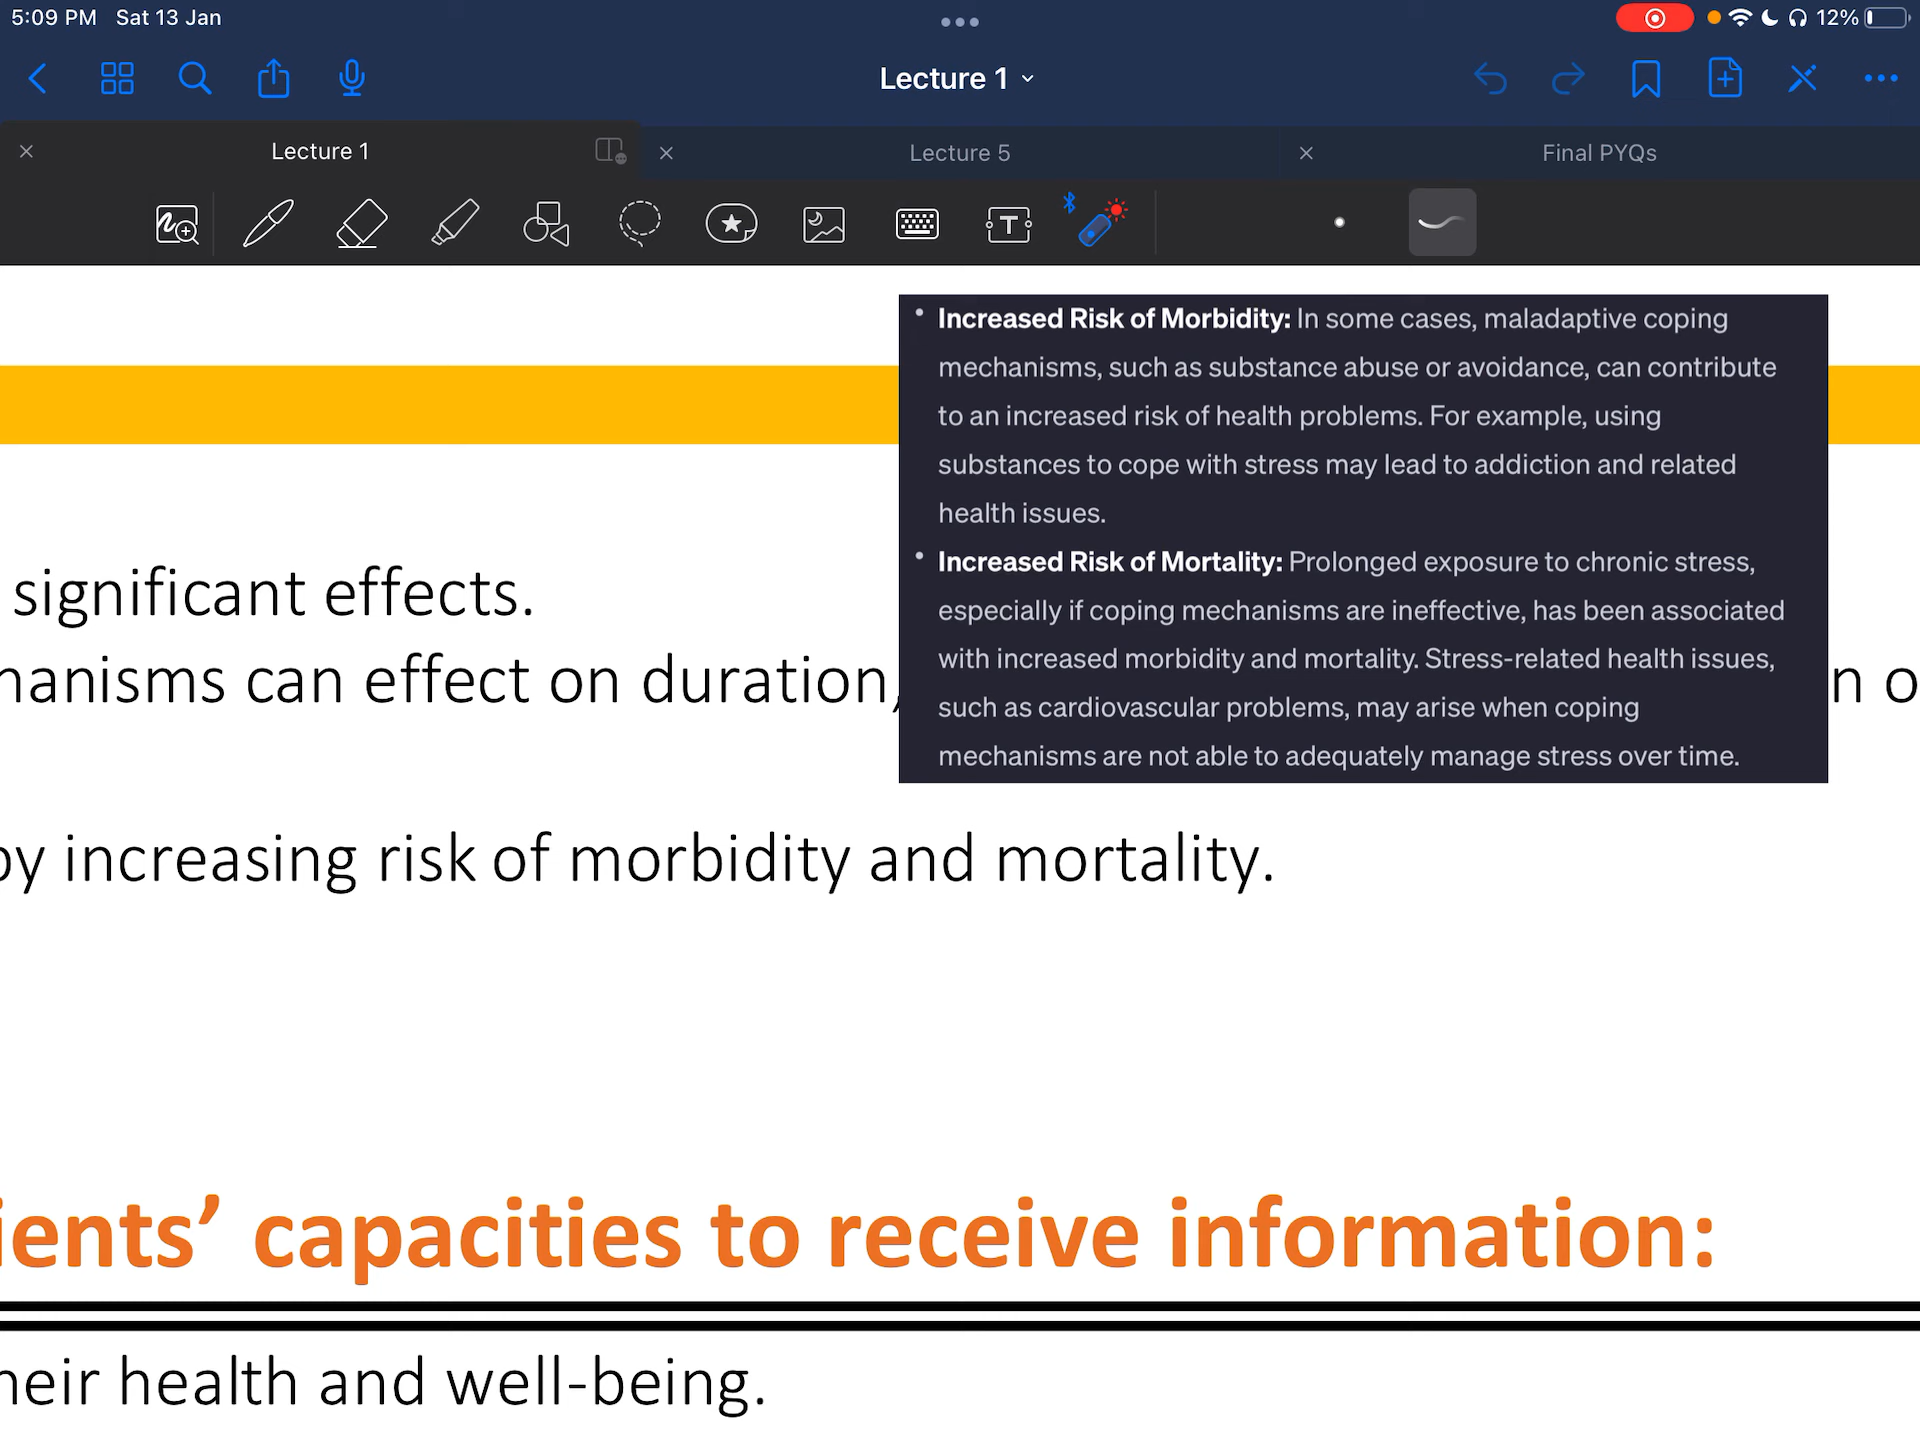 5:09 PM Sat 13 Jan
12%
Lecture 1
Lecture 1
Lecture 5
Final PYQs
• Increased Risk of Morbidity: In some cases, maladaptive coping
mechanisms, such as substance abuse or avoidance, can contribute
to an increased risk of health problems. For example, using
substances to cope with stress may lead to addiction and related
health issues.
• Increased Risk of Mortality: Prolonged exposure to chronic stress,
especially if coping mechanisms are ineffective, has been associated
with increased morbidity and mortality. Stress-related health issues,
such as cardiovascular problems, may arise when coping
mechanisms are not able to adequately manage stress over time.
significant effects.
hanisms can effect on duration,
by increasing risk of morbidity and mortality.
ients’ capacities to receive information:
heir health and well-being.